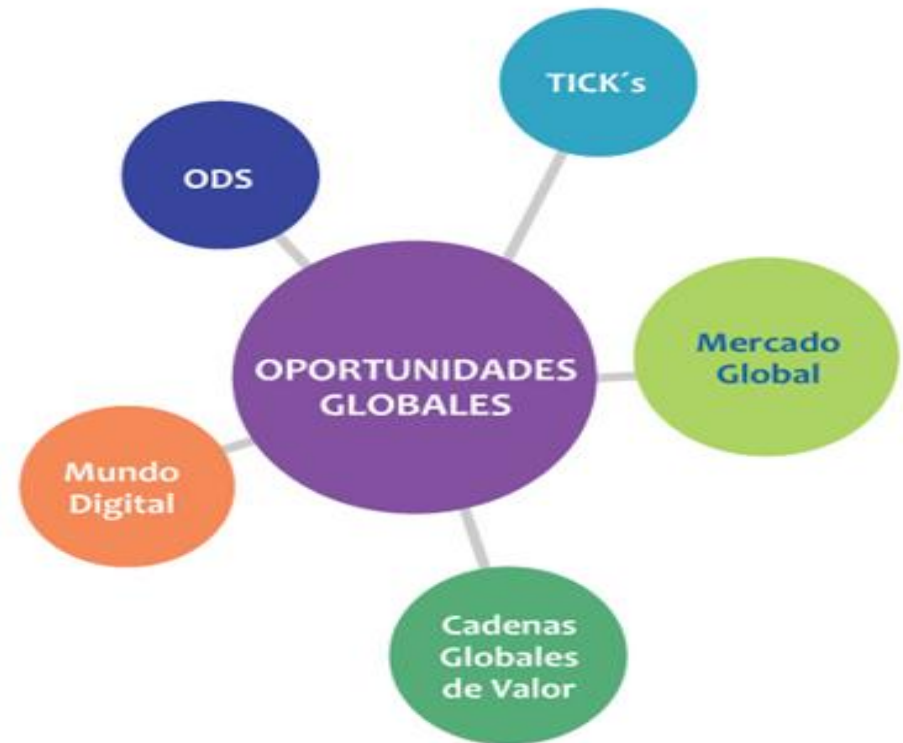 TICK´s
ODS
OPORTUNIDADES
GLOBALES
Mercado
Global
Mundo
Digital
Cadenas
Globales
de Valor